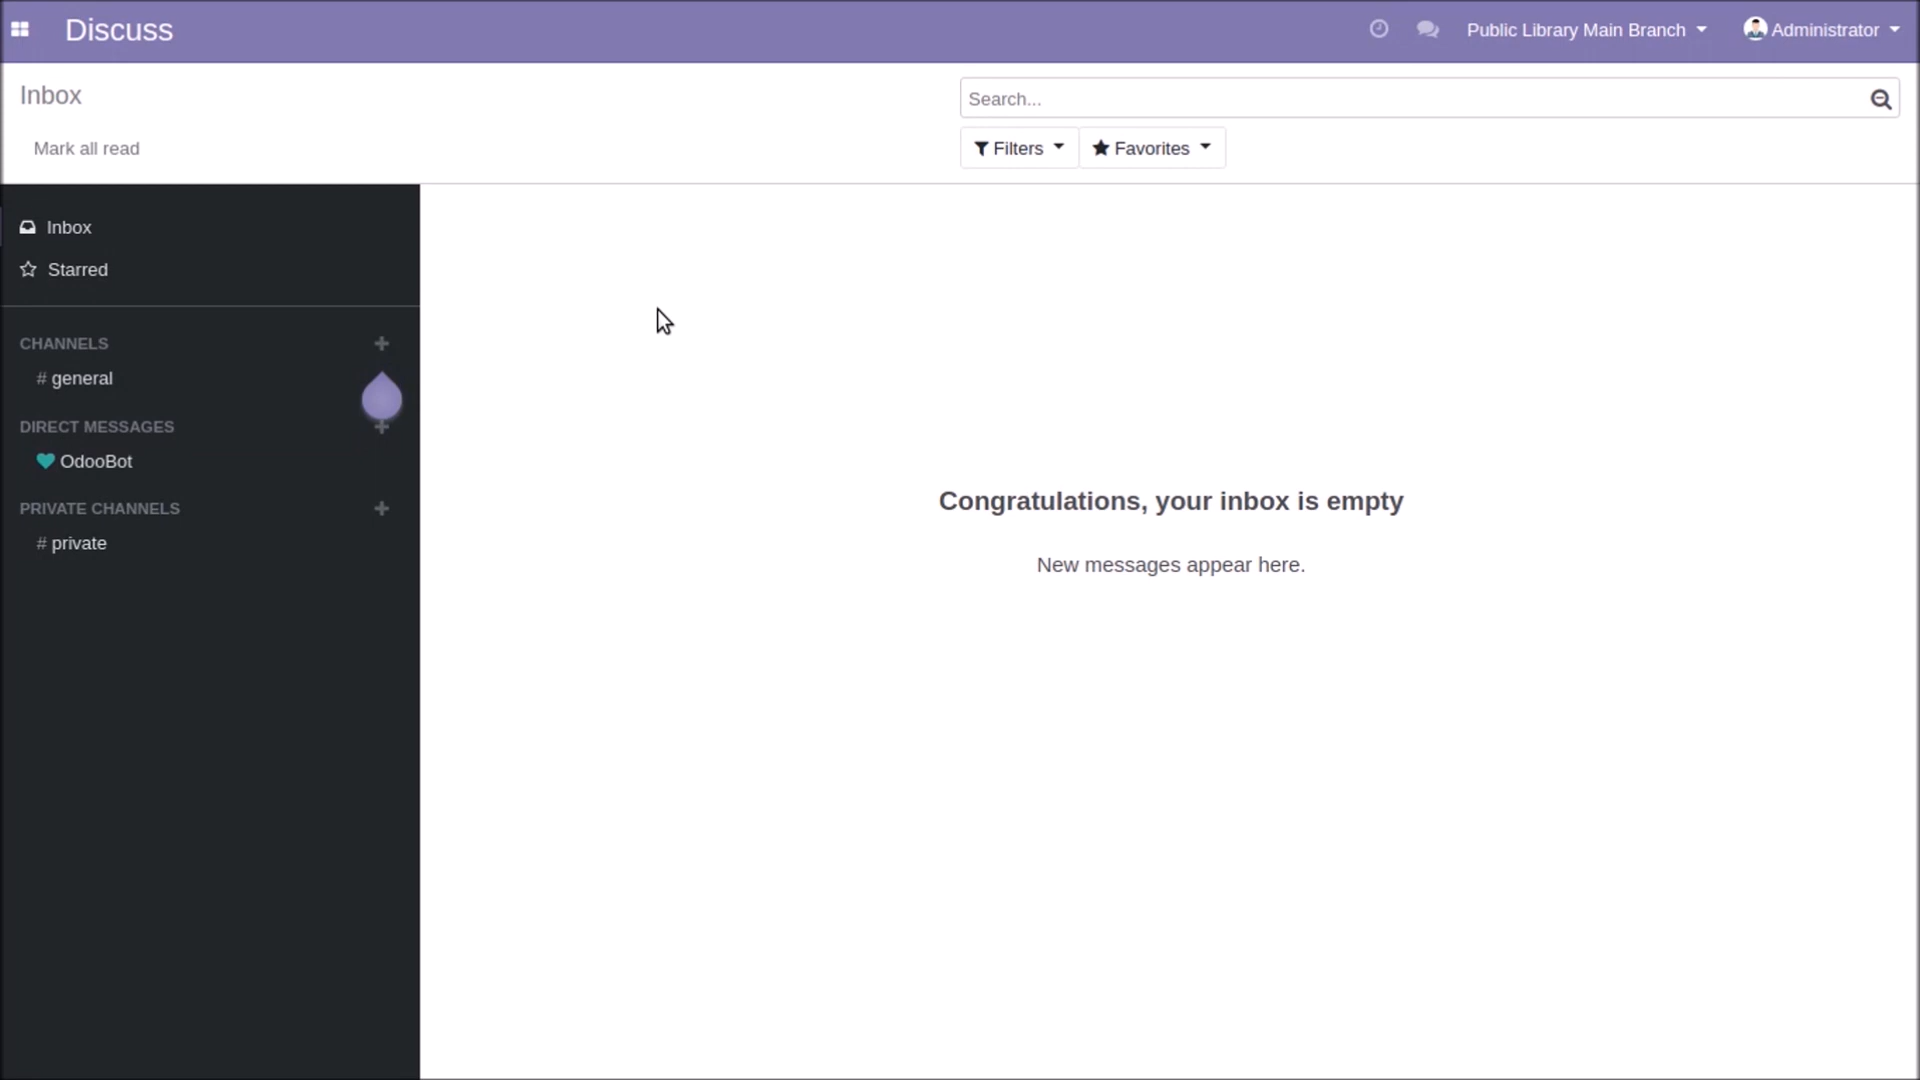 Discuss
Public Library Main Branch
Administrator
Inbox
Search...
Mark all read
Filters
Favorites
Inbox
Starred
CHANNELS
# general
DIRECT MESSAGES
OdooBot
PRIVATE CHANNELS
# private
Congratulations, your inbox is empty
New messages appear here.